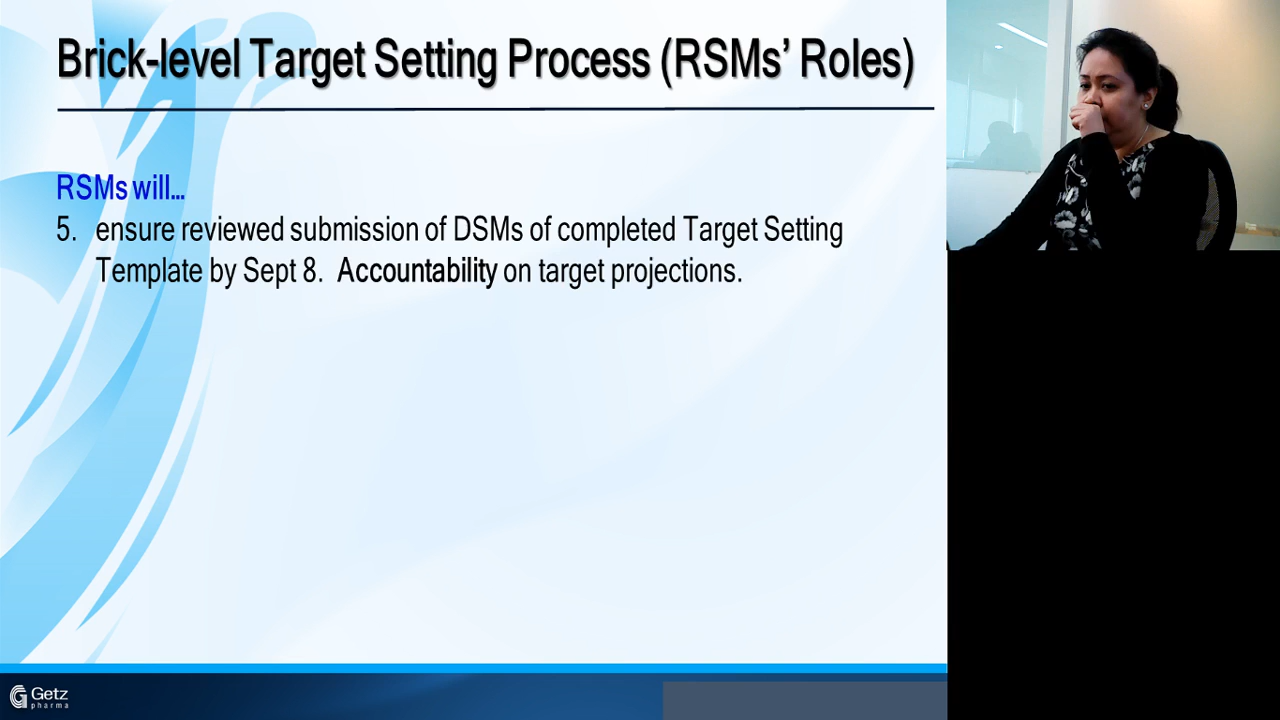 Brick-level Target Setting Process (RSMs’ Roles)
RSMs will...
5. ensure reviewed submission of DSMs of completed Target Setting
Template by Sept 8. Accountability on target projections.
Getz
pharma